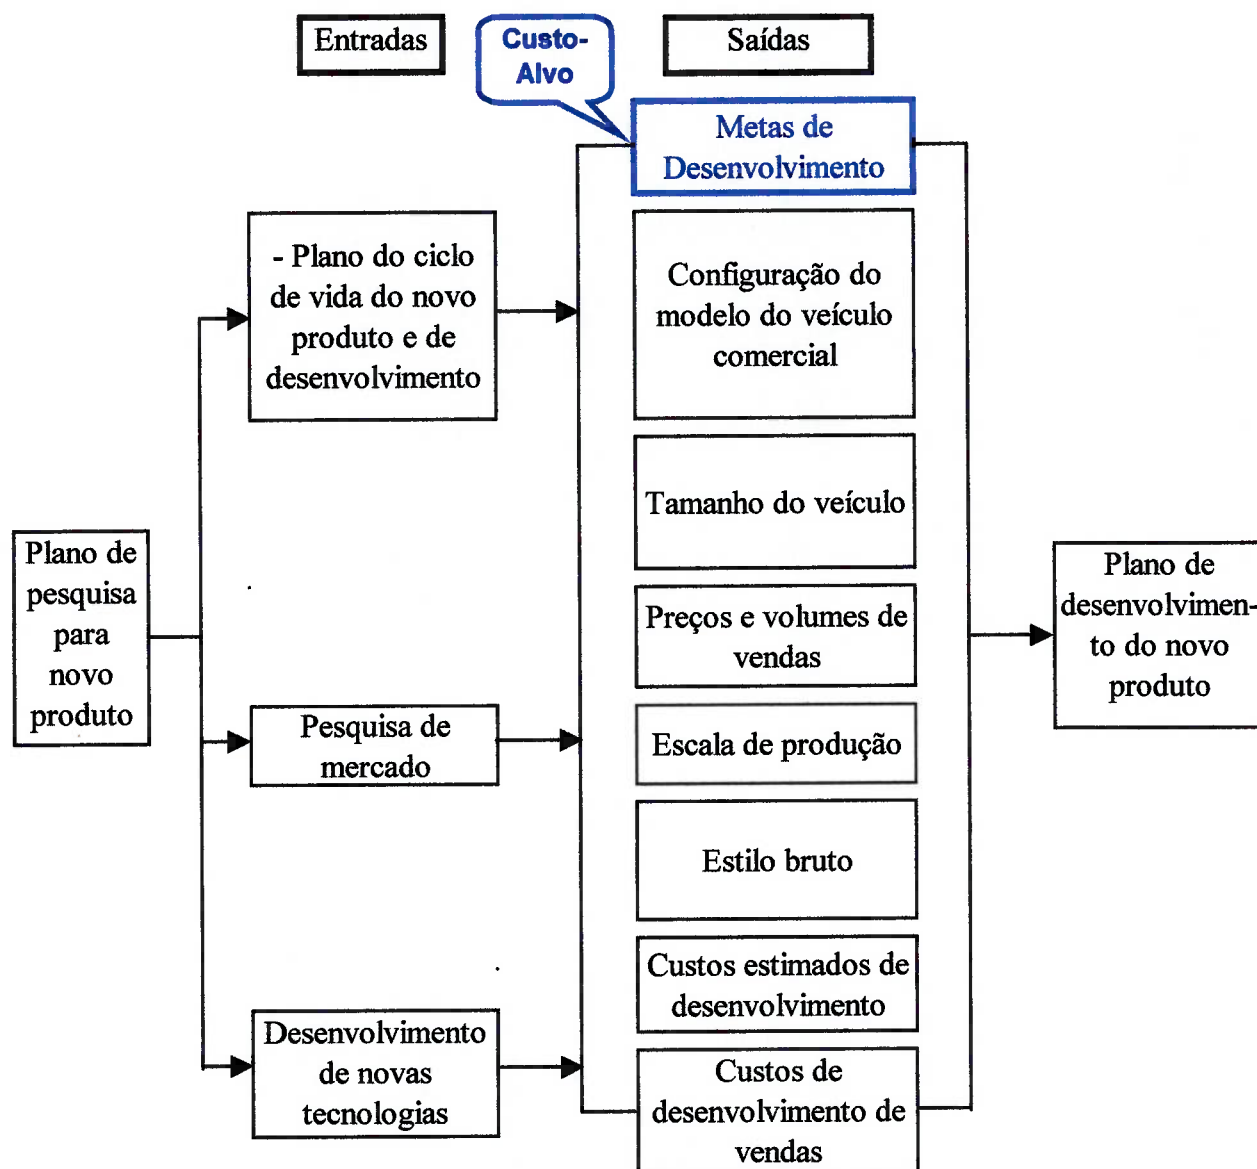 Entradas
Custo-
Alvo
Saídas
Metas de
Desenvolvimento
- Plano do ciclo
de vida do novo
produto e de
desenvolvimento
Configuração do
modelo do veículo
comercial
Tamanho do veículo
Plano de
pesquisa
para
novo
produto
Preços e volumes de
vendas
Plano de
desenvolvimen-
to do novo
produto
Pesquisa de
mercado
Escala de produção
Estilo bruto
Custos estimados de
desenvolvimento
Desenvolvimento
de novas
tecnologias
Custos de
desenvolvimento de
vendas